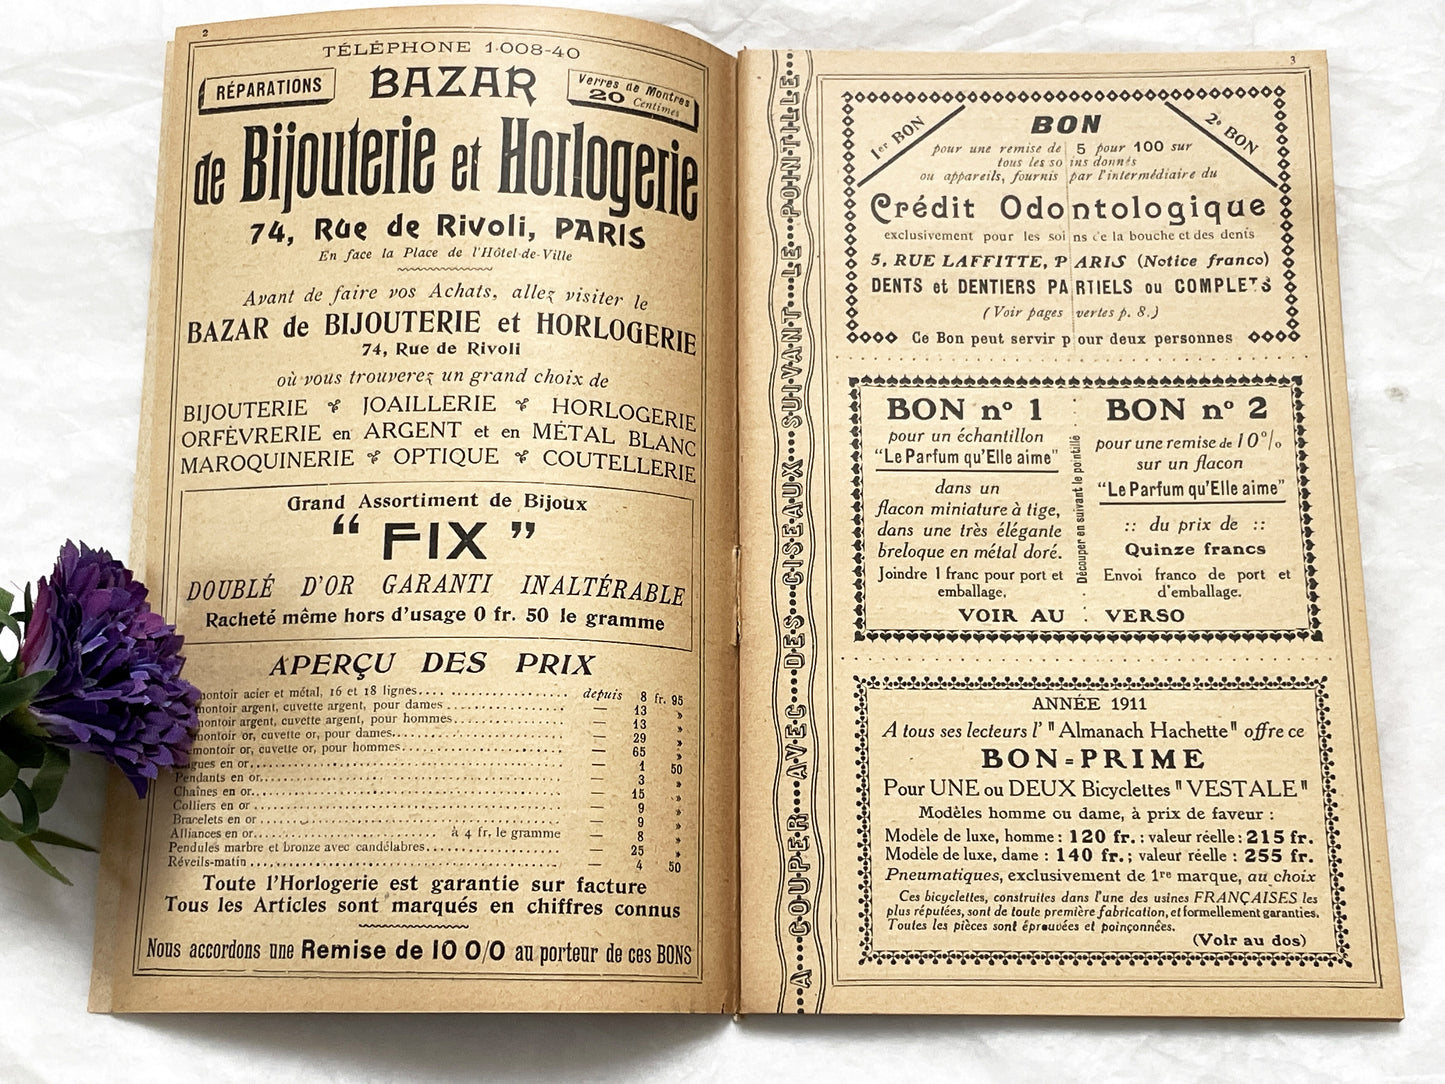 2
TÉLÉPHONE 1.008-40
RÉPARATIONS
BAZAR
Verres de Montres
20 Centimes
de Bijouterie et Horlogerie
74, Rue de Rivoli, PARIS
En face la Place de l'Hôtel-de-Ville
Avant de faire vos Achats, allez visiter le
BAZAR de BIJOUTERIE et HORLOGERIE
74, Rue de Rivoli
où vous trouverez un grand choix de
BIJOUTERIE JOAILLERIE HORLOGERIE
ORFÈVRERIE en ARGENT et en MÉTAL BLANC
MAROQUINERIE OPTIQUE COUTELLERIE
Grand Assortiment de Bijoux
“ FIX ”
DOUBLÉ D'OR GARANTI INALTÉRABLE
Racheté même hors d'usage 0 fr. 50 le gramme
APERÇU DES PRIX
montoir acier et métal, 16 et 18 lignes.... depuis 8 fr. 95
montoir argent, cuvette argent, pour dames... — 13 »
montoir argent, cuvette argent, pour hommes... — 13 »
montoir or, cuvette or, pour dames... — 29 »
emontoir or, cuvette or, pour hommes... — 65 »
agues en or... — 1 50
Pendants en or... — 3 »
Chaînes en or... — 15 »
Colliers en or ... — 9 »
Bracelets en or ... — 9 »
Alliances en or... à 4 fr. le gramme — 8 »
Pendules marbre et bronze avec candélabres... — 25 »
Réveils-matin ... — 4 50
Toute l'Horlogerie est garantie sur facture
Tous les Articles sont marqués en chiffres connus
Nous accordons une Remise de 10 0/0 au porteur de ces BONS
A COUPER AVEC DES CISEAUX SUIVANT LE POINTILLE
3
1er BON
BON
2e BON
pour une remise de 5 pour 100 sur
tous les soins donnés
ou appareils, fournis par l'intermédiaire du
Crédit Odontologique
exclusivement pour les soins de la bouche et des dents
5, RUE LAFFITTE, PARIS (Notice franco)
DENTS et DENTIERS PARTIELS ou COMPLETS
(Voir pages vertes p. 8.)
Ce Bon peut servir pour deux personnes
BON nº 1
pour un échantillon
"Le Parfum qu'Elle aime"
dans un
flacon miniature à tige,
dans une très élégante
breloque en métal doré.
Joindre 1 franc pour port et
emballage.
Découper en suivant le pointillé
BON nº 2
pour une remise de 10%
sur un flacon
"Le Parfum qu'Elle aime"
:: du prix de ::
Quinze francs
Envoi franco de port et
d'emballage.
VOIR AU : VERSO
ANNÉE 1911
A tous ses lecteurs l' "Almanach Hachette" offre ce
BON=PRIME
Pour UNE ou DEUX Bicyclettes "VESTALE"
Modèles homme ou dame, à prix de faveur :
Modèle de luxe, homme : 120 fr. : valeur réelle : 215 fr.
Modèle de luxe, dame : 140 fr. ; valeur réelle : 255 fr.
Pneumatiques, exclusivement de 1re marque, au choix
Ces bicyclettes, construites dans l'une des usines FRANÇAISES les
plus réputées, sont de toute première fabrication, et formellement garanties.
Toutes les pièces sont éprouvées et poinçonnées.
(Voir au dos)